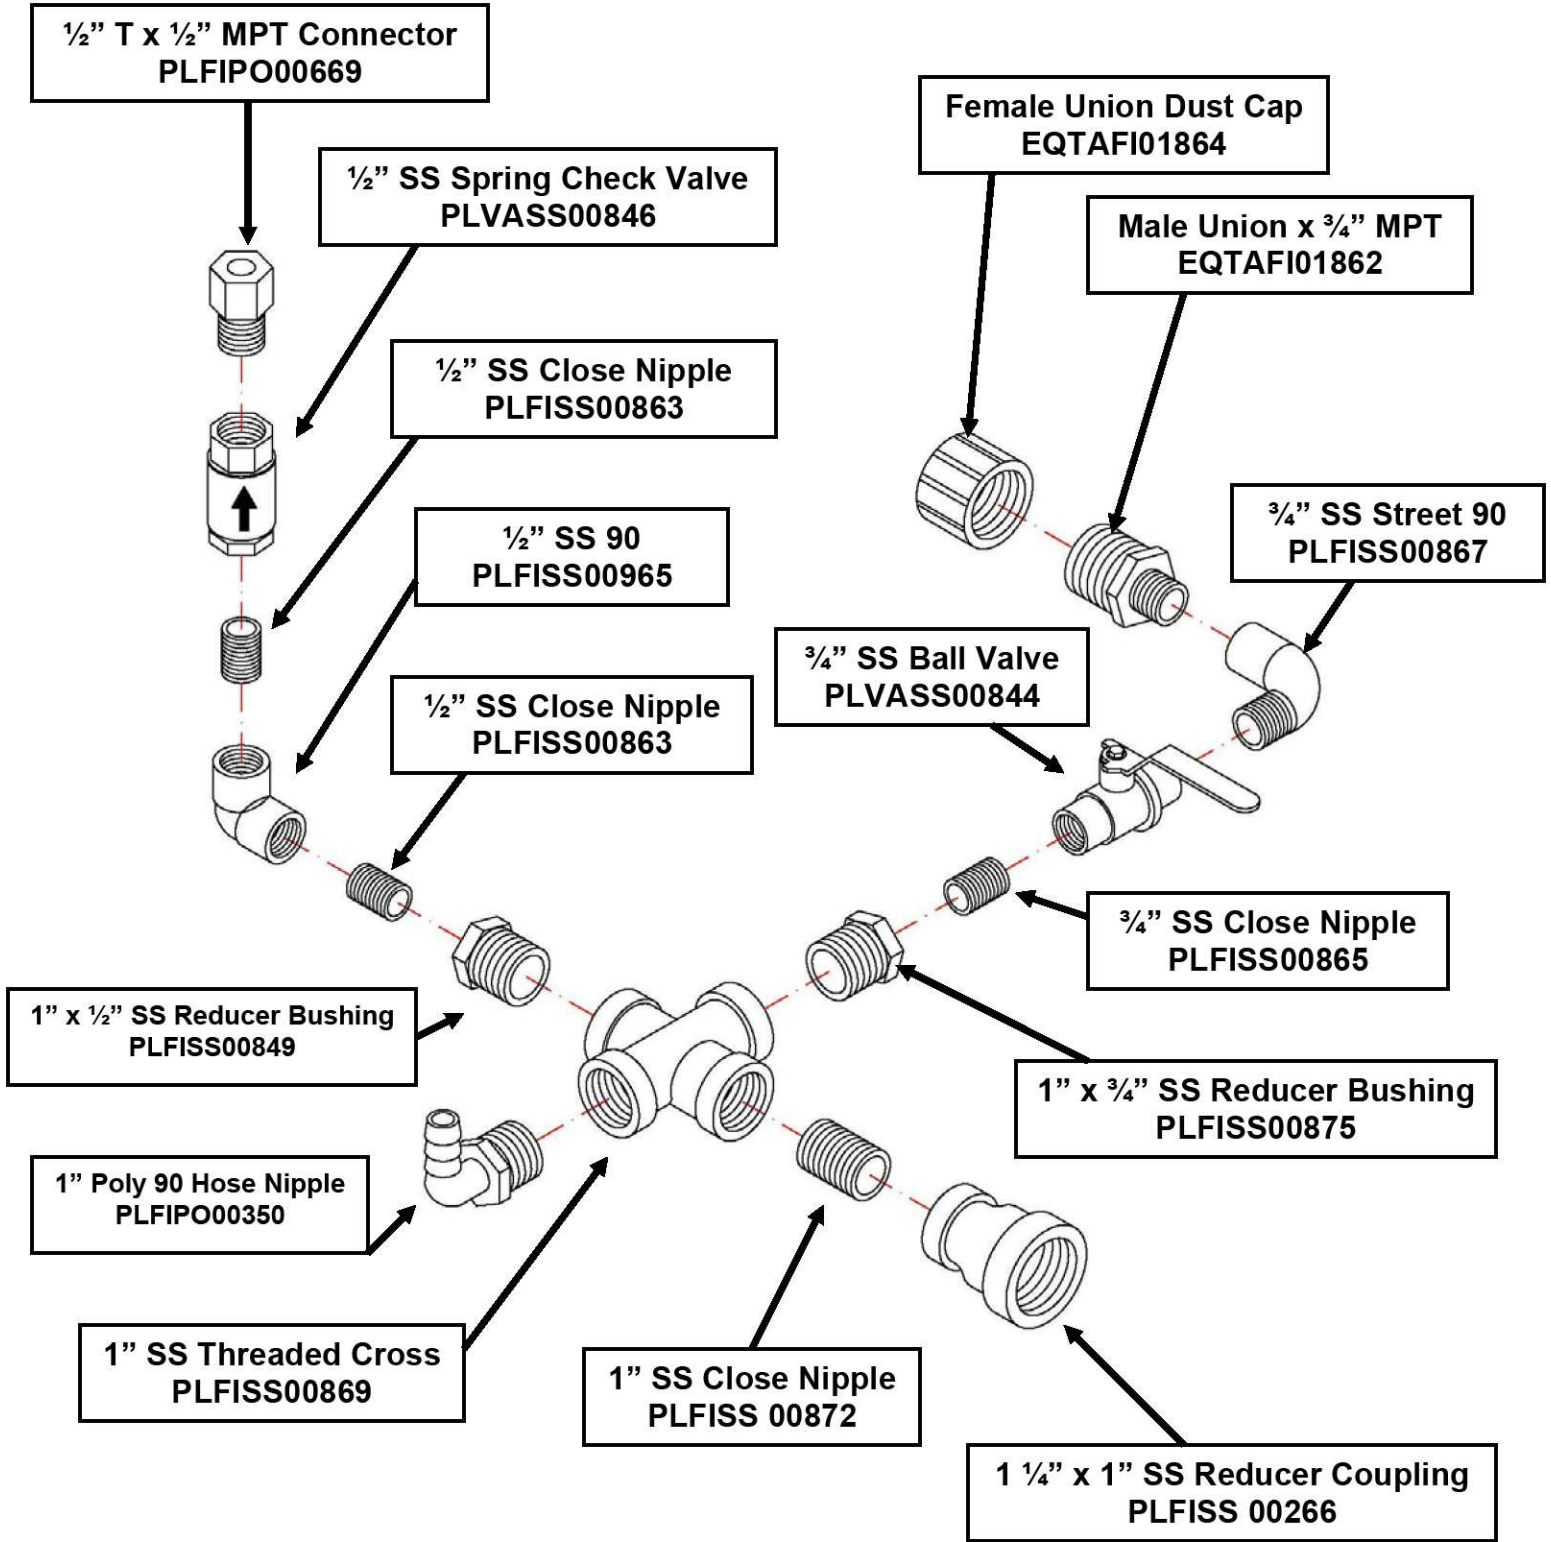 ½” T x ½” MPT Connector
PLFIPO00669
Female Union Dust Cap
EQTAFI01864
½” SS Spring Check Valve
PLVASS00846
Male Union x ¾” MPT
EQTAFI01862
½” SS Close Nipple
PLFISS00863
½” SS 90
PLFISS00965
¾” SS Street 90
PLFISS00867
¾” SS Ball Valve
PLVASS00844
½” SS Close Nipple
PLFISS00863
¾” SS Close Nipple
PLFISS00865
1” x ½” SS Reducer Bushing
PLFISS00849
1” x ¾” SS Reducer Bushing
PLFISS00875
1” Poly 90 Hose Nipple
PLFIPO00350
1” SS Threaded Cross
PLFISS00869
1” SS Close Nipple
PLFISS 00872
1 ¼” x 1” SS Reducer Coupling
PLFISS 00266